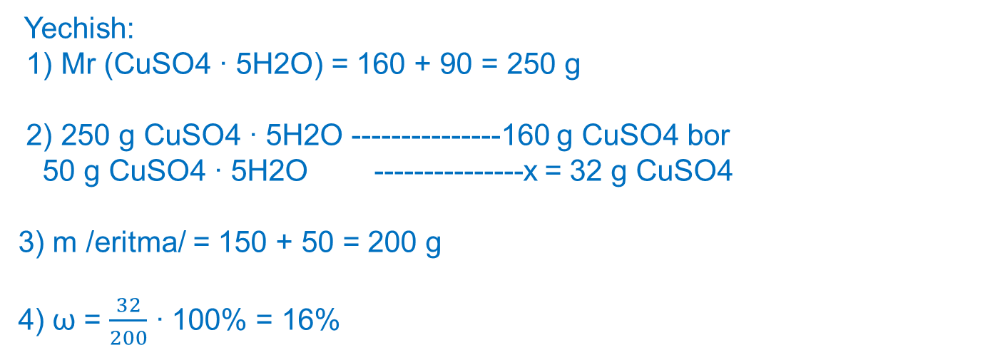 Yechish:
1) Mr (CuSO4 · 5H2O) = 160 + 90 = 250 g
2) 250 g CuSO4 · 5H2O ---------------160 g CuSO4 bor
50 g CuSO4 · 5H2O ---------------x = 32 g CuSO4
3) m /eritma/ = 150 + 50 = 200 g
4) ω = 32/200 · 100% = 16%